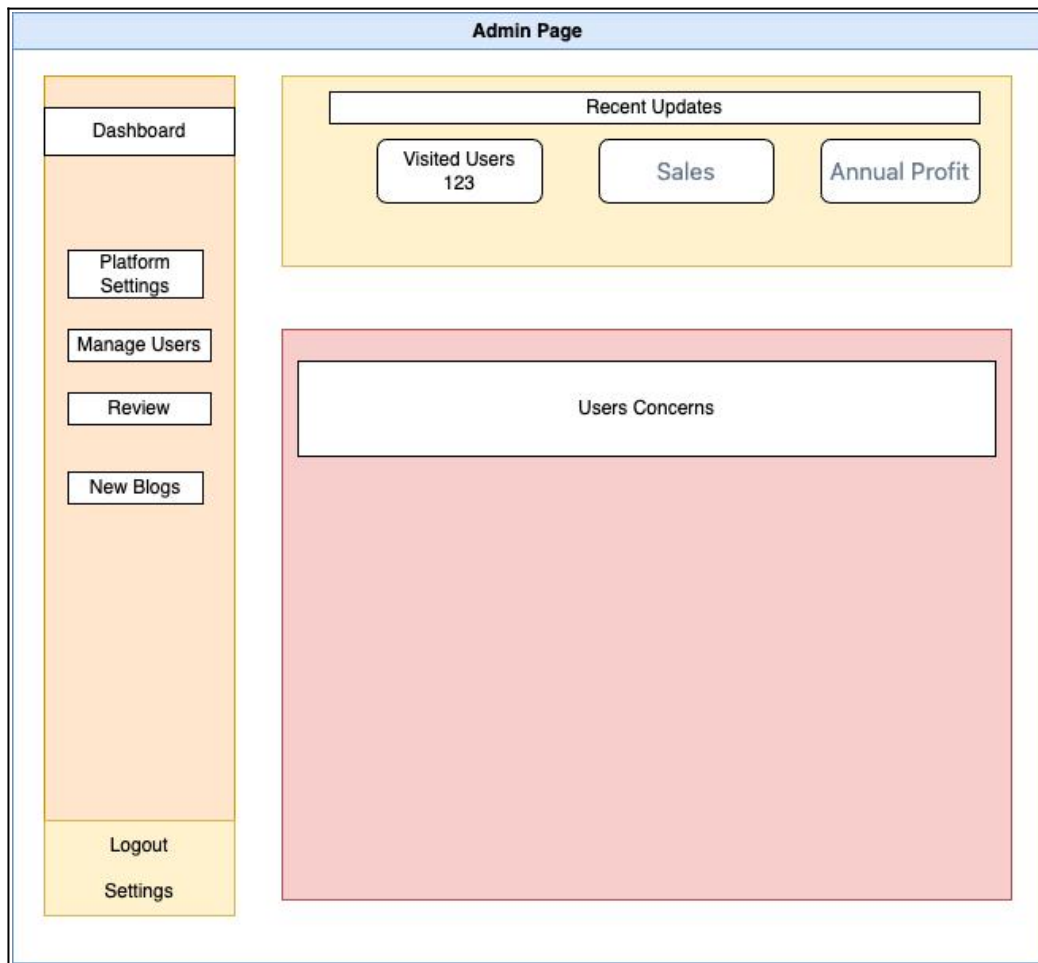 Admin Page
Dashboard
Platform
Settings
Manage Users
Review
New Blogs
Logout
Settings
Recent Updates
Visited Users
123
Sales
Annual Profit
Users Concerns